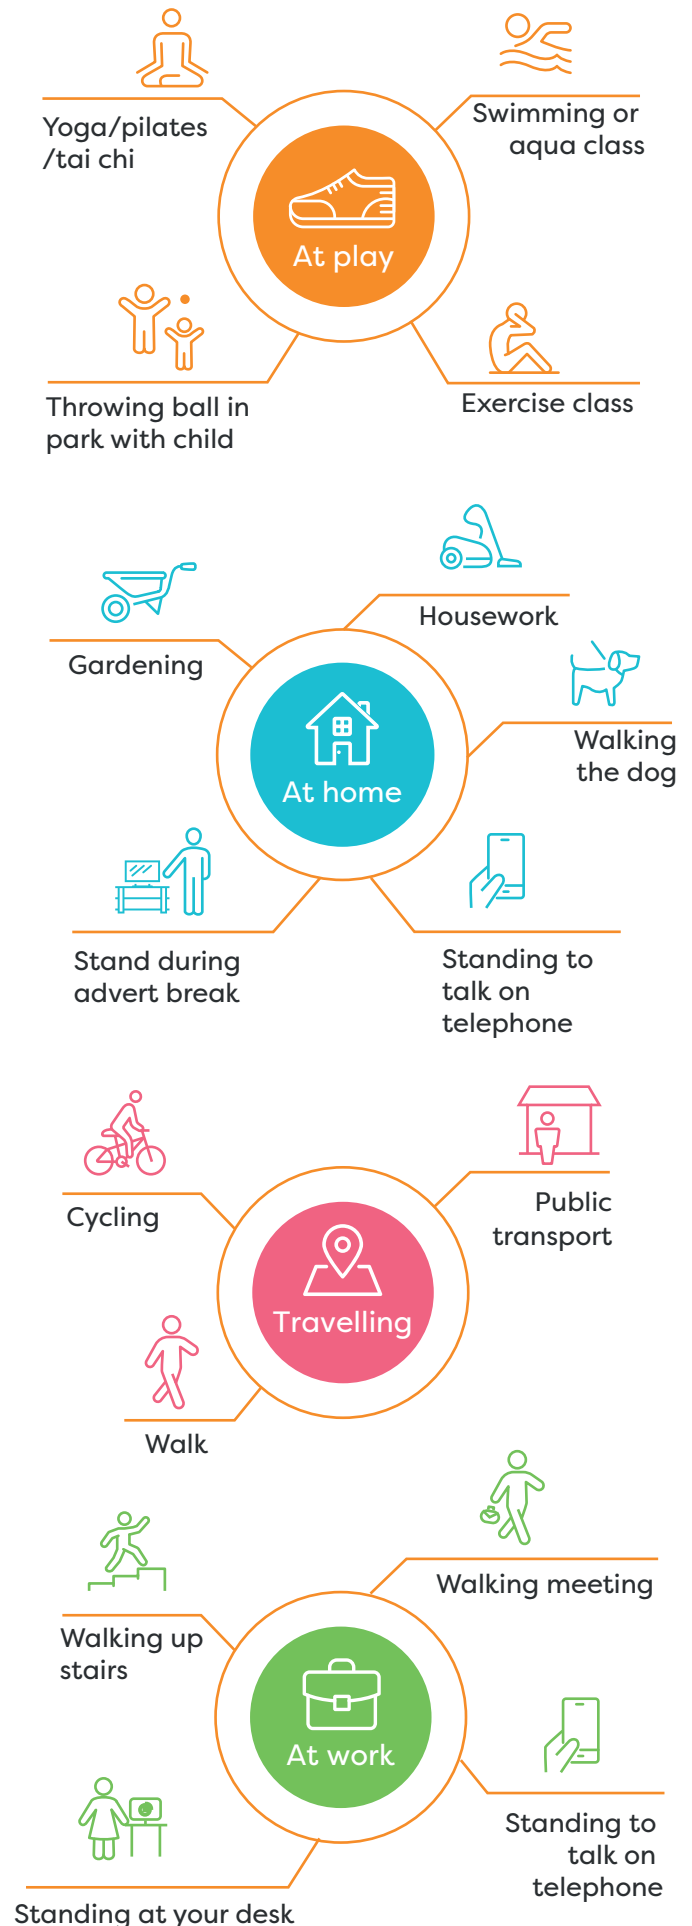 Yoga/pilates
/tai chi
Swimming or
aqua class
At play
Throwing ball in
park with child
Exercise class
Housework
Gardening
Walking
the dog
At home
Stand during
advert break
Standing to
talk on
telephone
Cycling
Public
transport
Travelling
Walk
Walking meeting
Walking up
stairs
At work
Standing to
talk on
telephone
Standing at your desk